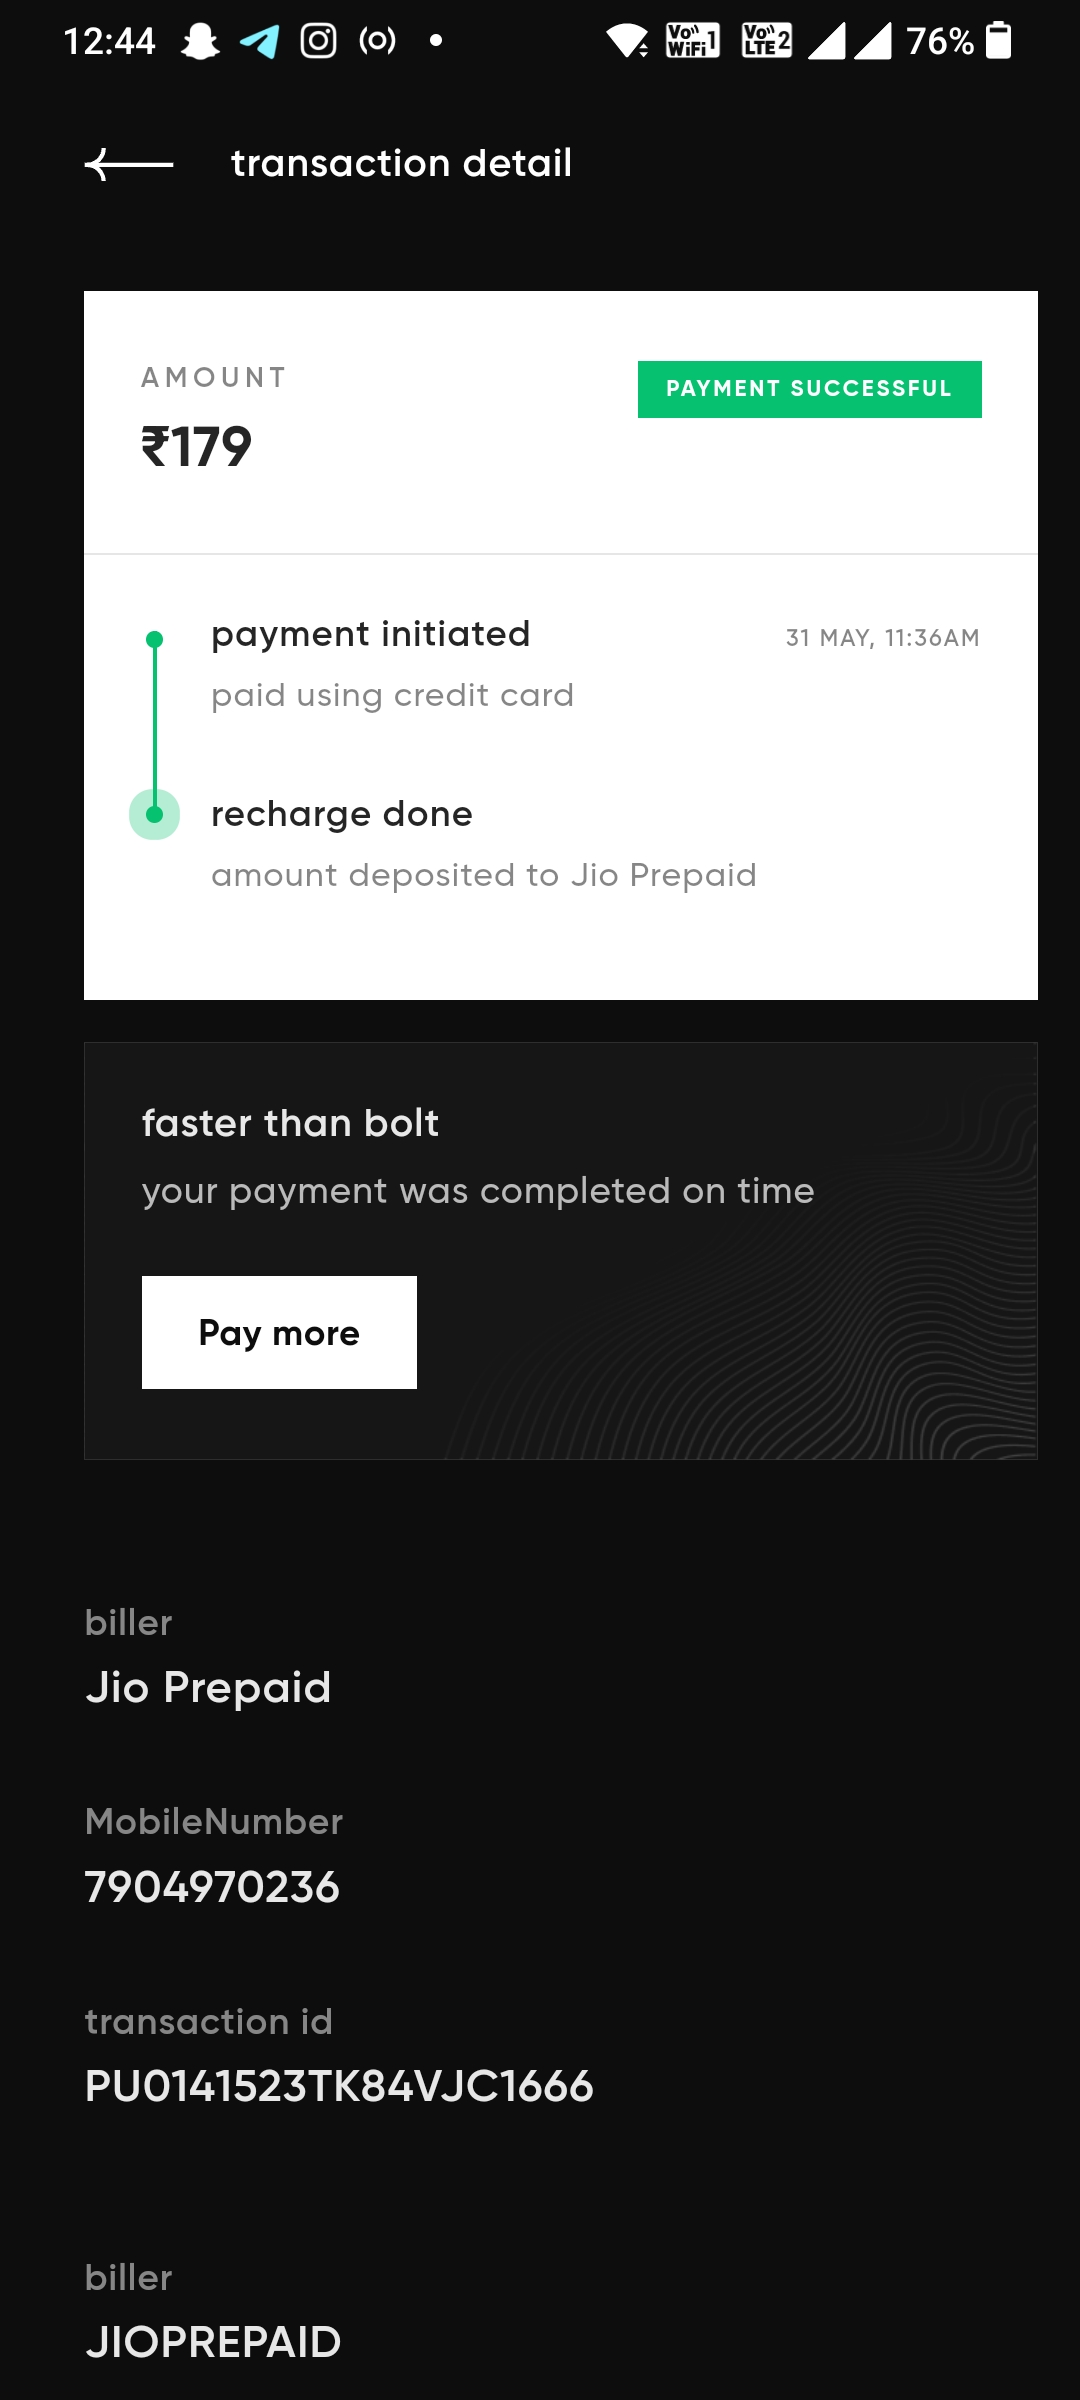 12:44
Vo WiFi 1
Vo LTE 2
76%
transaction detail
AMOUNT
PAYMENT SUCCESSFUL
₹179
payment initiated
31 MAY, 11:36AM
paid using credit card
recharge done
amount deposited to Jio Prepaid
faster than bolt
your payment was completed on time
Pay more
biller
Jio Prepaid
MobileNumber
7904970236
transaction id
PU0141523TK84VJC1666
biller
JIOPREPAID